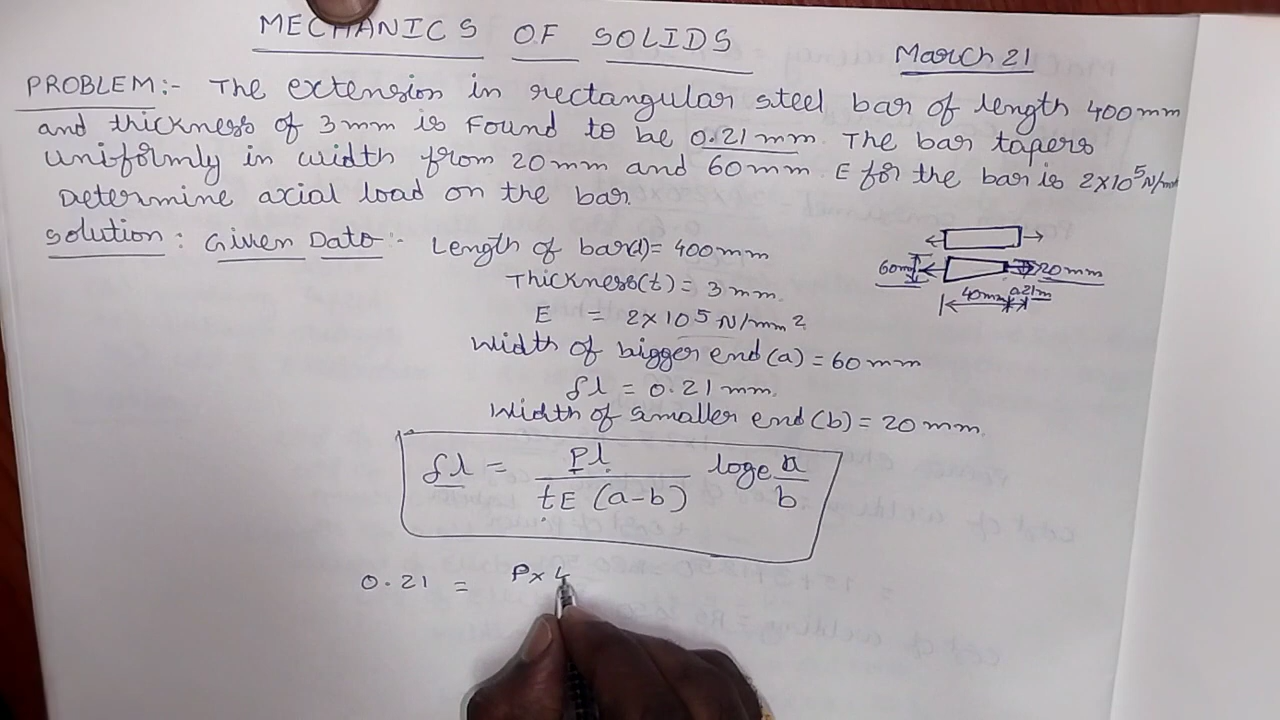 MECHANICS OF SOLIDS
March 21
PROBLEM:- The extension in rectangular steel bar of length 400mm
and thickness of 3mm is Found to be 0.21mm. The bar tapers
uniformly in width from 20mm and 60mm. E for the bar is 2×10⁵N/mm
Determine axial load on the bar.
Solution: Given Data:- Length of bar(l)= 400mm
Thickness(t) = 3mm.
E = 2×10⁵ N/mm²
Width of bigger end(a) = 60mm
δl = 0.21mm.
Width of smaller end(b) = 20mm.
60m
20mm
40mm 0.21m
δl = Pl / tE (a-b) loge a/b
0.21 = P× 4